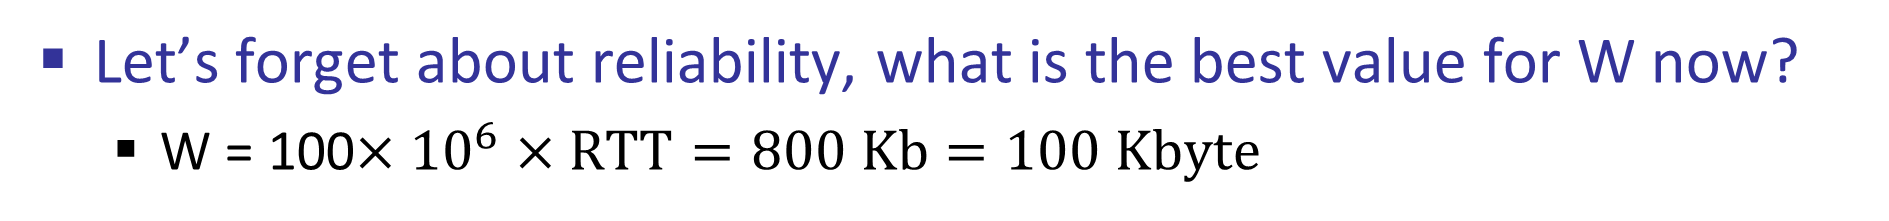 ▪ Let’s forget about reliability, what is the best value for W now?
▪ W = 100× 10⁶ × RTT = 800 Kb = 100 Kbyte